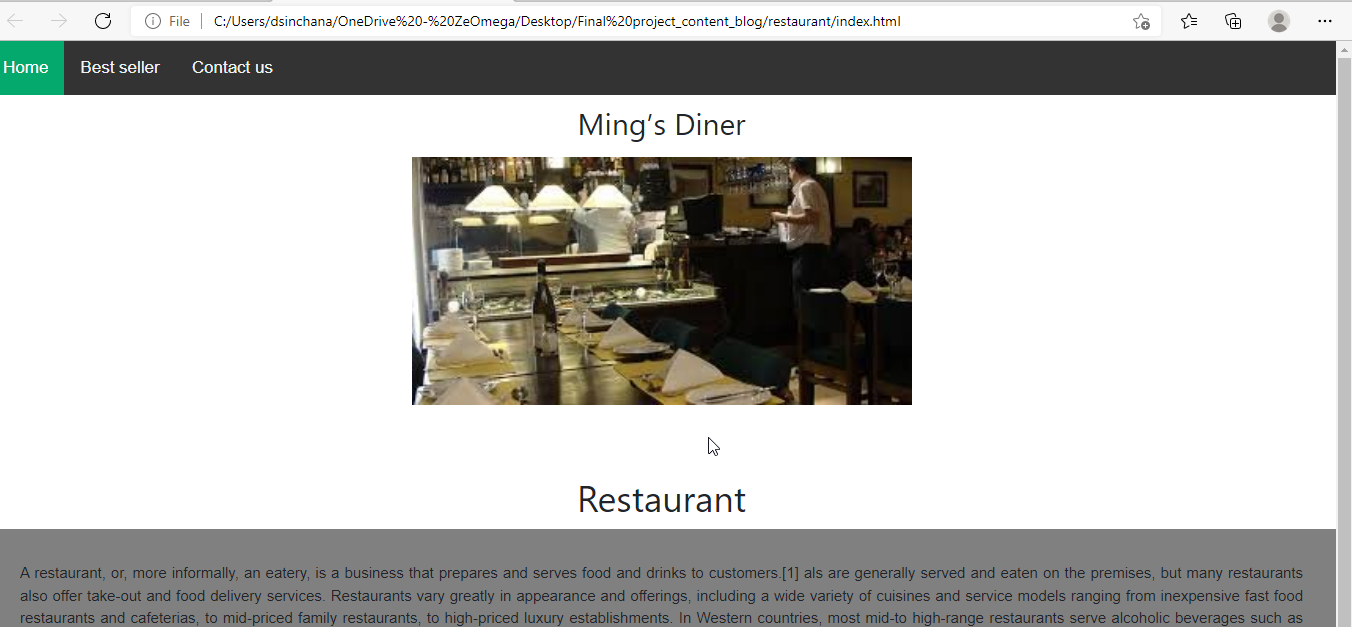 File C:/Users/dsinchana/OneDrive%20-%20ZeOmega/Desktop/Final%20project_content_blog/restaurant/index.html
Home Best seller Contact us
Ming’s Diner
Restaurant
A restaurant, or, more informally, an eatery, is a business that prepares and serves food and drinks to customers.[1] als are generally served and eaten on the premises, but many restaurants
also offer take-out and food delivery services. Restaurants vary greatly in appearance and offerings, including a wide variety of cuisines and service models ranging from inexpensive fast food
restaurants and cafeterias, to mid-priced family restaurants, to high-priced luxury establishments. In Western countries, most mid-to high-range restaurants serve alcoholic beverages such as